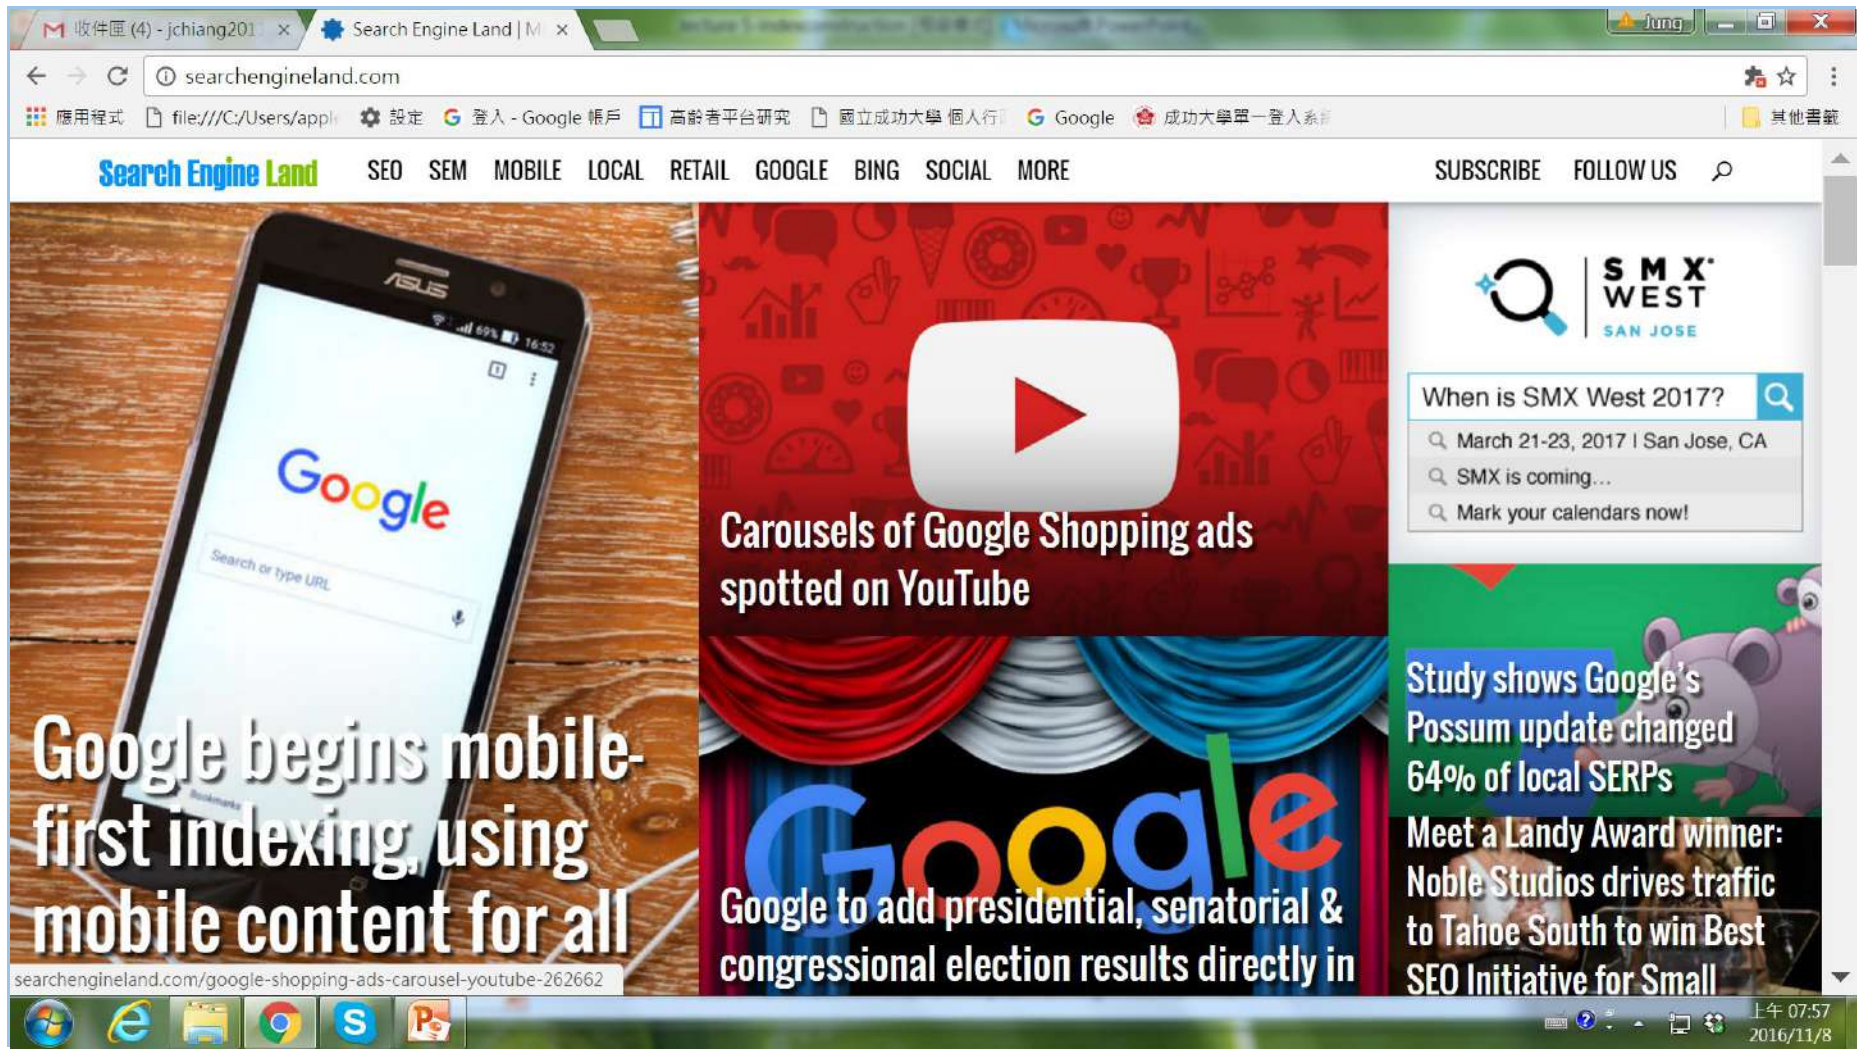 收件匣 (4) - jchiang201
Search Engine Land | M
Jung
searchengineland.com
應用程式 file:///C:/Users/appl 設定 登入 - Google 帳戶 高齡者平台研究 國立成功大學 個人行 Google 成功大學單一登入系 其他書籤
Search Engine Land SEO SEM MOBILE LOCAL RETAIL GOOGLE BING SOCIAL MORE SUBSCRIBE FOLLOW US
ASUS
69% 16:52
Google
Search or type URL
Bookmarks
Google begins mobile-
first indexing, using
mobile content for all
Carousels of Google Shopping ads
spotted on YouTube
Google
Google to add presidential, senatorial &
congressional election results directly in
SMX
WEST
SAN JOSE
When is SMX West 2017?
March 21-23, 2017 | San Jose, CA
SMX is coming...
Mark your calendars now!
Study shows Google's
Possum update changed
64% of local SERPs
Meet a Landy Award winner:
Noble Studios drives traffic
to Tahoe South to win Best
SEO Initiative for Small
searchengineland.com/google-shopping-ads-carousel-youtube-262662
上午 07:57
2016/11/8